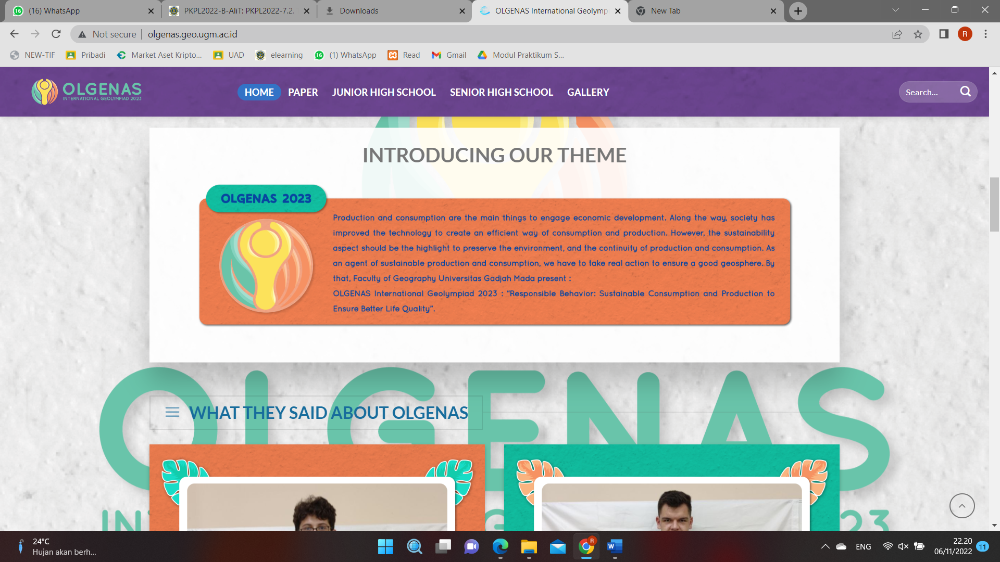 (16) WhatsApp
PKPL2022-B-AliT: PKPL2022-7.2.
Downloads
OLGENAS International Geolymp
New Tab
Not secure
olgenas.geo.ugm.ac.id
R
NEW-TIF
Pribadi
Market Aset Kripto...
UAD
elearning
16
(1) WhatsApp
Read
Gmail
Modul Praktikum S...
OLGENAS
INTERNATIONAL GEOLYMPIAD 2023
HOME
PAPER
JUNIOR HIGH SCHOOL
SENIOR HIGH SCHOOL
GALLERY
Search...
INTRODUCING OUR THEME
OLGENAS 2023
Production and consumption are the main things to engage economic development. Along the way, society has
improved the technology to create an efficient way of consumption and production. However, the sustainability
aspect should be the highlight to preserve the environment, and the continuity of production and consumption. As
an agent of sustainable production and consumption, we have to take real action to ensure a good geosphere. By
that, Faculty of Geography Universitas Gadjah Mada present :
OLGENAS International Geolympiad 2023 : "Responsible Behavior: Sustainable Consumption and Production to
Ensure Better Life Quality".
OLGENAS
WHAT THEY SAID ABOUT OLGENAS
24°C
Hujan akan berh...
ENG
22.20
06/11/2022
11